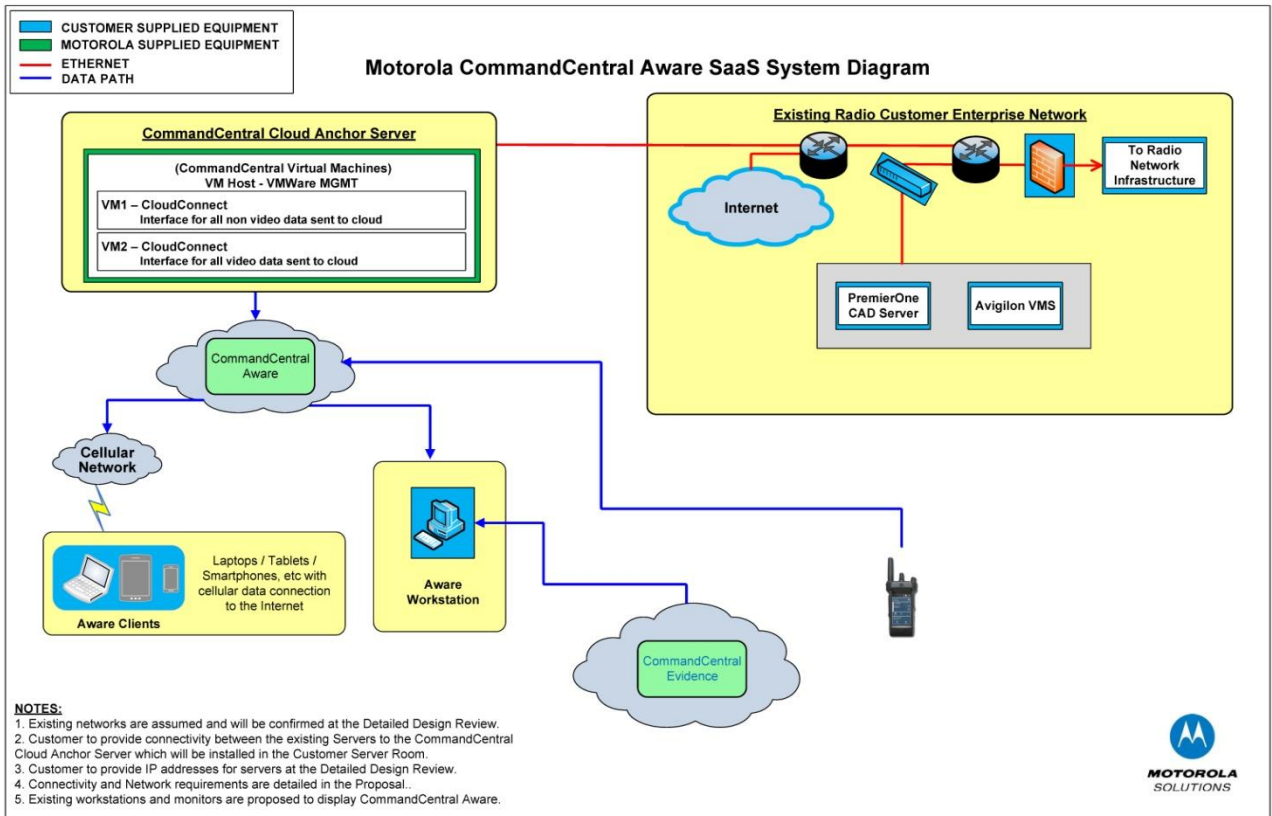 CUSTOMER SUPPLIED EQUIPMENT
MOTOROLA SUPPLIED EQUIPMENT
ETHERNET
DATA PATH
Motorola CommandCentral Aware SaaS System Diagram
CommandCentral Cloud Anchor Server
(CommandCentral Virtual Machines)
VM Host - VMWare MGMT
VM1 – CloudConnect
Interface for all non video data sent to cloud
VM2 – CloudConnect
Interface for all video data sent to cloud
Existing Radio Customer Enterprise Network
Internet
To Radio
Network
Infrastructure
PremierOne
CAD Server
Avigilon VMS
CommandCentral
Aware
Cellular
Network
Laptops / Tablets /
Smartphones, etc with
cellular data connection
to the Internet
Aware Clients
Aware
Workstation
CommandCentral
Evidence
NOTES:
1. Existing networks are assumed and will be confirmed at the Detailed Design Review.
2. Customer to provide connectivity between the existing Servers to the CommandCentral
Cloud Anchor Server which will be installed in the Customer Server Room.
3. Customer to provide IP addresses for servers at the Detailed Design Review.
4. Connectivity and Network requirements are detailed in the Proposal..
5. Existing workstations and monitors are proposed to display CommandCentral Aware.
MOTOROLA
SOLUTIONS